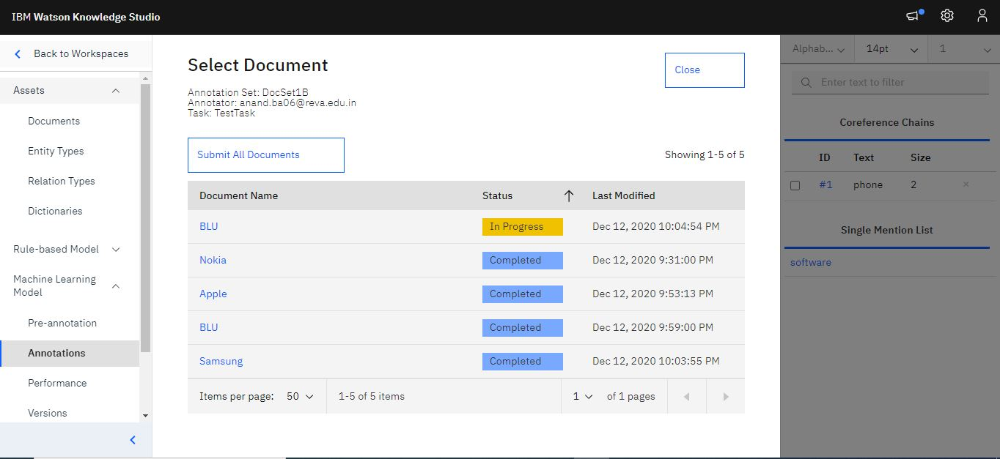 IBM Watson Knowledge Studio
Back to Workspaces
Assets
Documents
Entity Types
Relation Types
Dictionaries
Rule-based Model
Machine Learning
Model
Pre-annotation
Annotations
Performance
Versions
Select Document
Close
Annotation Set: DocSet1B
Annotator: anand.ba06@reva.edu.in
Task: TestTask
Submit All Documents
Showing 1-5 of 5
Document Name Status Last Modified
BLU In Progress Dec 12, 2020 10:04:54 PM
Nokia Completed Dec 12, 2020 9:31:00 PM
Apple Completed Dec 12, 2020 9:53:13 PM
BLU Completed Dec 12, 2020 9:59:00 PM
Samsung Completed Dec 12, 2020 10:03:55 PM
Items per page: 50 1-5 of 5 items 1 of 1 pages
Alphab... 14pt 1
Enter text to filter
Coreference Chains
ID Text Size
#1 phone 2 ×
Single Mention List
software